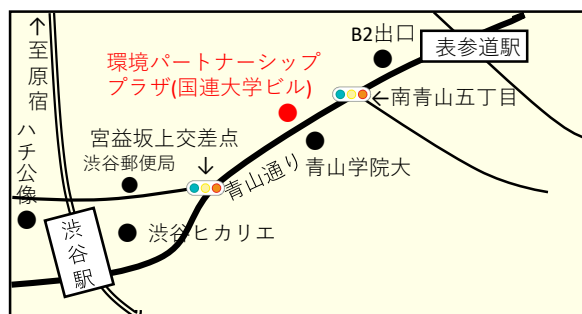 ↑至原宿
ハチ公像
渋谷駅
環境パートナーシップ
プラザ(国連大学ビル)
宮益坂上交差点
↓
渋谷郵便局
渋谷ヒカリエ
青山通り
青山学院大
B2出口
表参道駅
←南青山五丁目